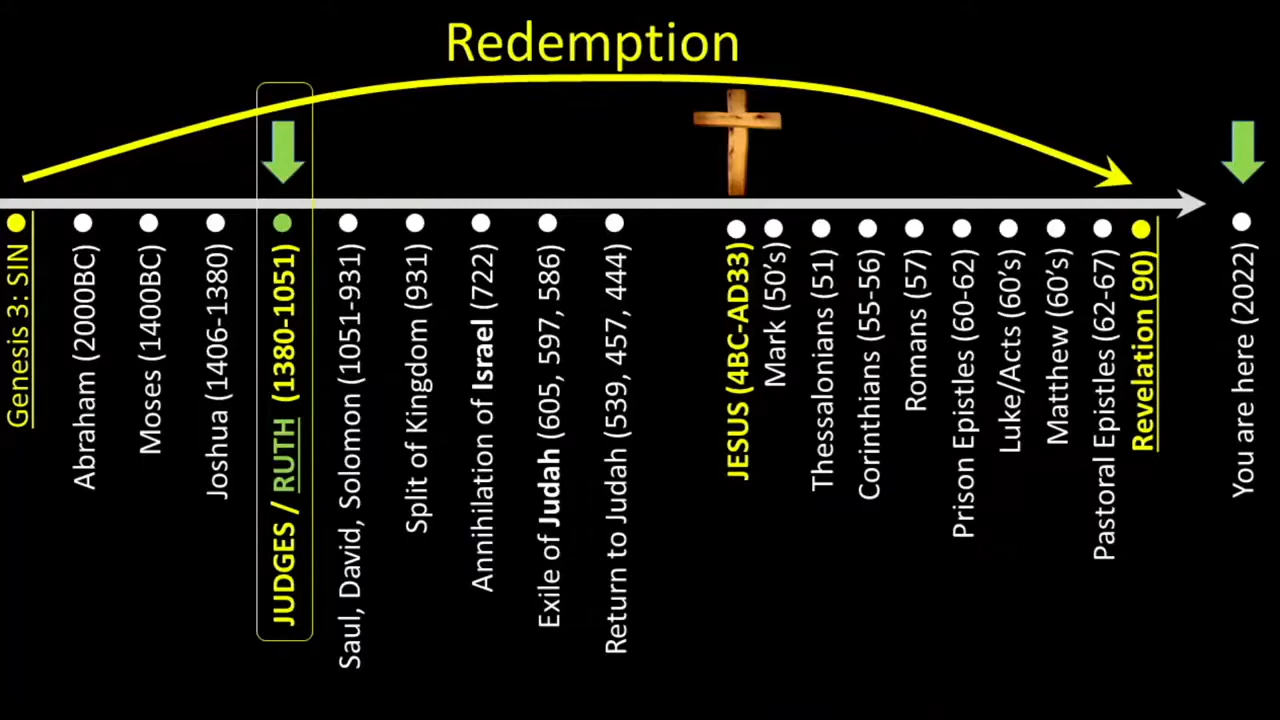 Redemption
Genesis 3: SIN
Abraham (2000BC)
Moses (1400BC)
Joshua (1406-1380)
JUDGES / RUTH (1380-1051)
Saul, David, Solomon (1051-931)
Split of Kingdom (931)
Annihilation of Israel (722)
Exile of Judah (605, 597, 586)
Return to Judah (539, 457, 444)
JESUS (4BC-AD33)
Mark (50’s)
Thessalonians (51)
Corinthians (55-56)
Romans (57)
Prison Epistles (60-62)
Luke/Acts (60’s)
Matthew (60’s)
Pastoral Epistles (62-67)
Revelation (90)
You are here (2022)